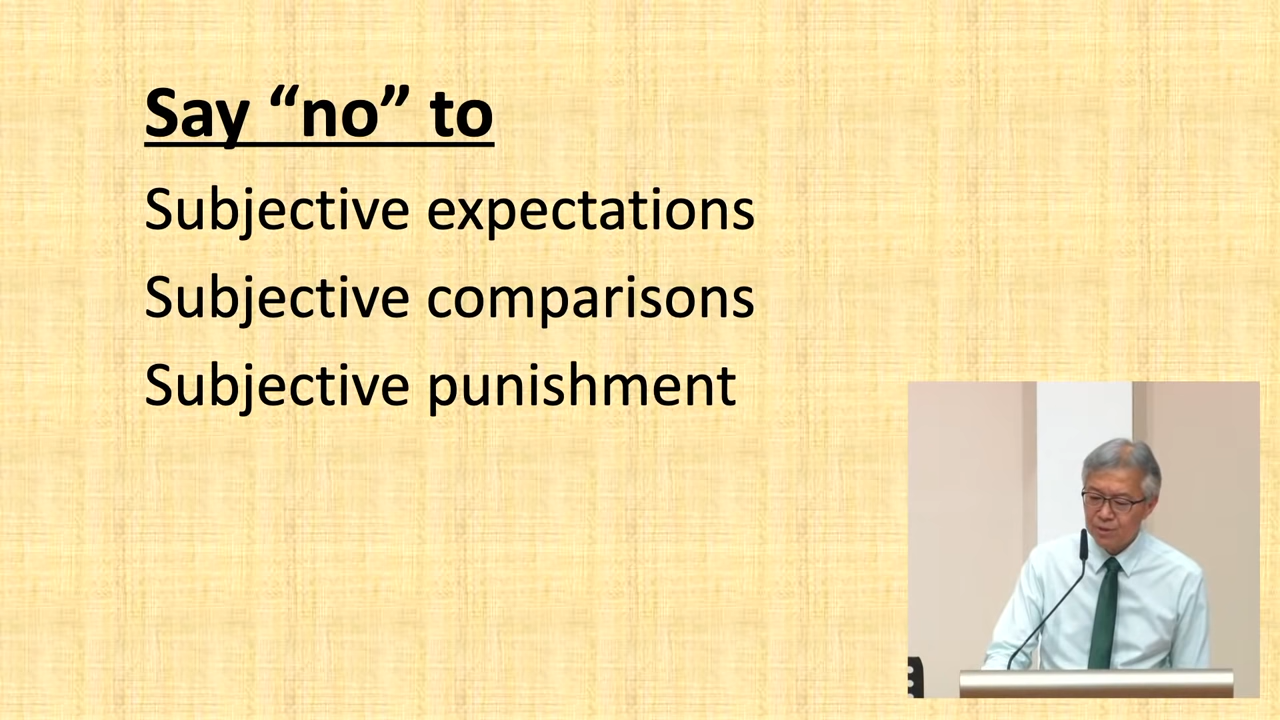 Say “no” to
Subjective expectations
Subjective comparisons
Subjective punishment